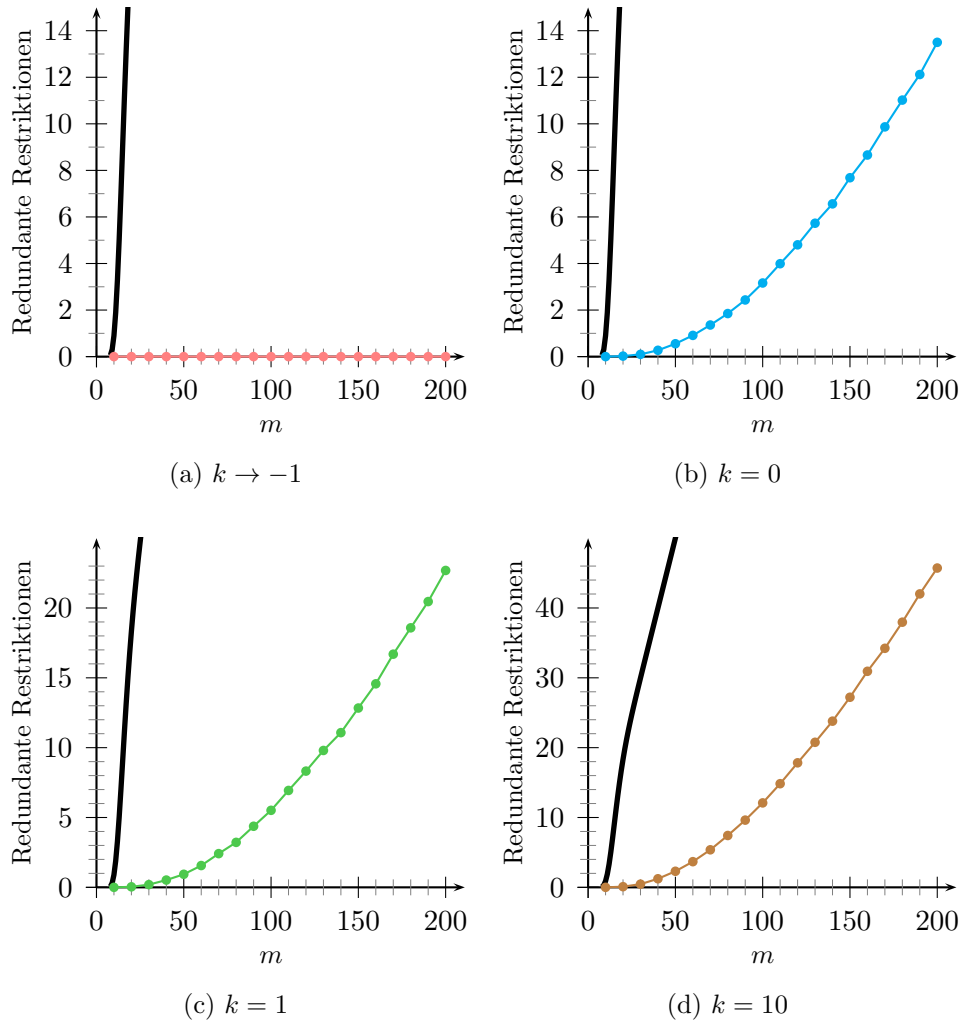 Redundante Restriktionen
14
12
10
8
6
4
2
0
0 50 100 150 200
m
(a) k → −1
Redundante Restriktionen
14
12
10
8
6
4
2
0
0 50 100 150 200
m
(b) k = 0
Redundante Restriktionen
20
15
10
5
0
0 50 100 150 200
m
(c) k = 1
Redundante Restriktionen
40
30
20
10
0
0 50 100 150 200
m
(d) k = 10